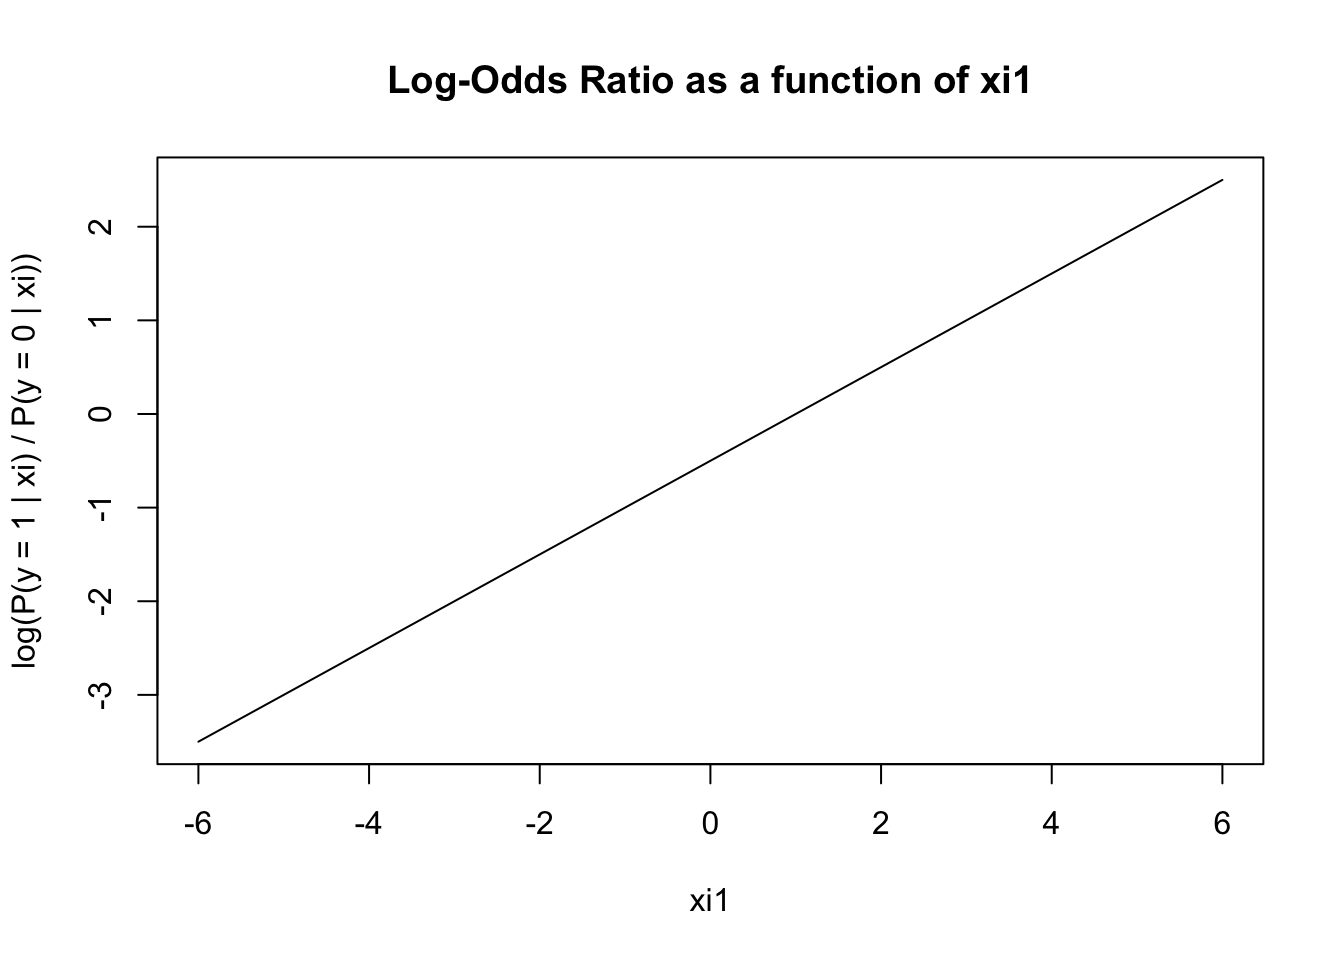 Log-Odds Ratio as a function of xi1
log(P(y = 1 | xi) / P(y = 0 | xi))
2
1
0
-1
-2
-3
-6 -4 -2 0 2 4 6
xi1